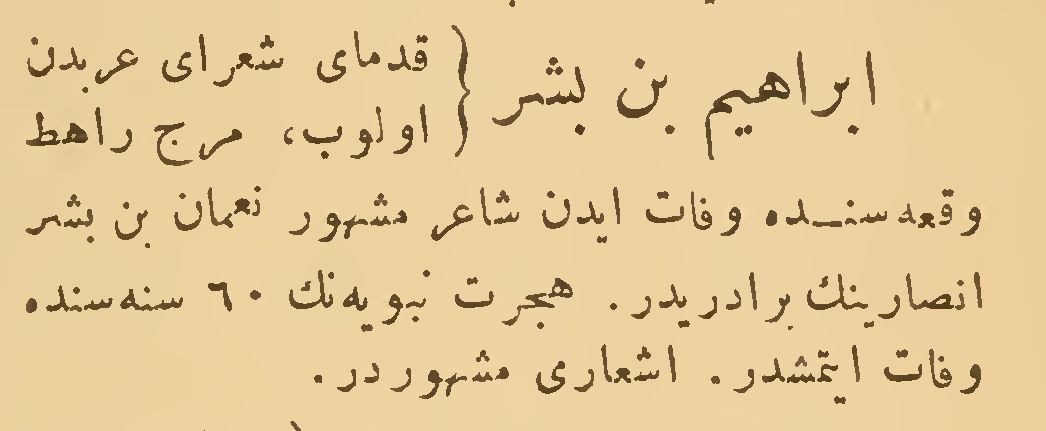 ابراهیم بن بشر { قدمای شعرای عربدن
اولوب، مرج راهط
وقعه‌سنـده وفات ایدن شاعر مشهور نعمان بن بشر
انصارینك برادریدر. هجرت نبویه‌نك ٦٠ سنه‌سنده
وفات ایتمشدر. اشعاری مشهوردر.